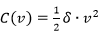 C(v) = ½ δ · v²